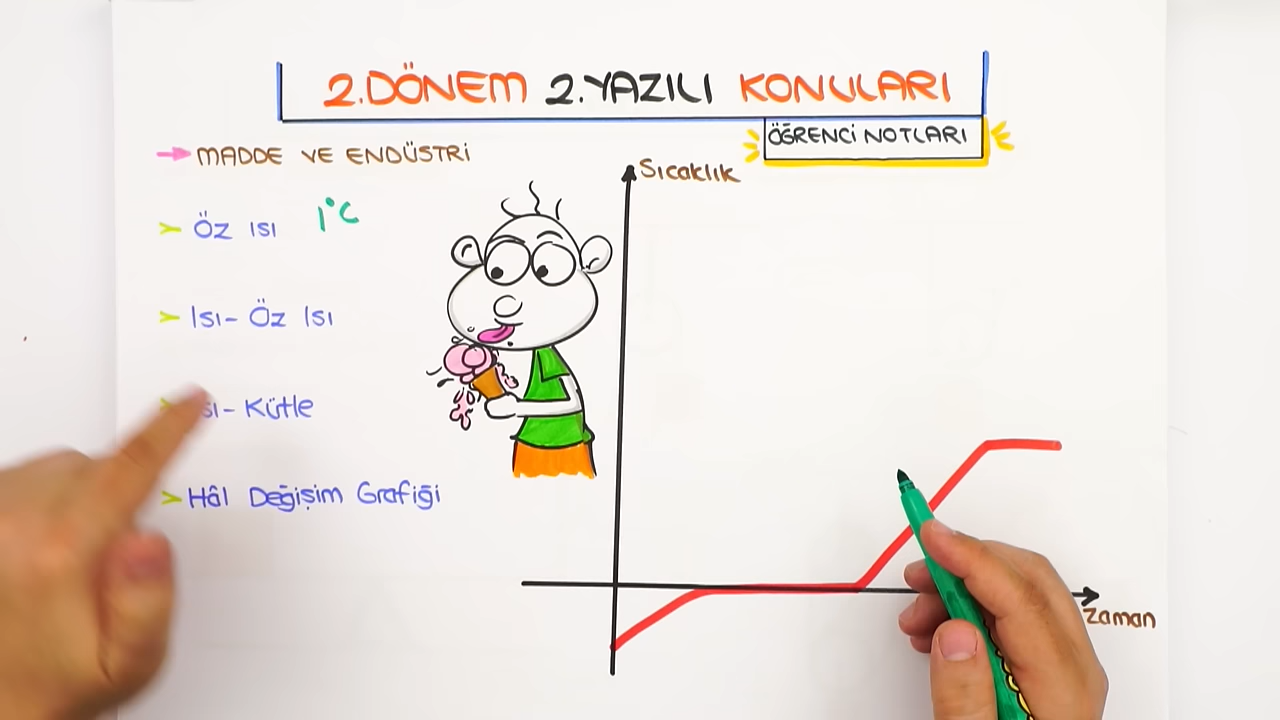 2.DÖNEM 2.YAZILI KONULARI
ÖĞRENCİ NOTLARI
MADDE VE ENDÜSTRİ
Öz ısı 1°C
Isı- Öz Isı
Kütle
Hâl Değişim Grafiği
Sıcaklık
Zaman